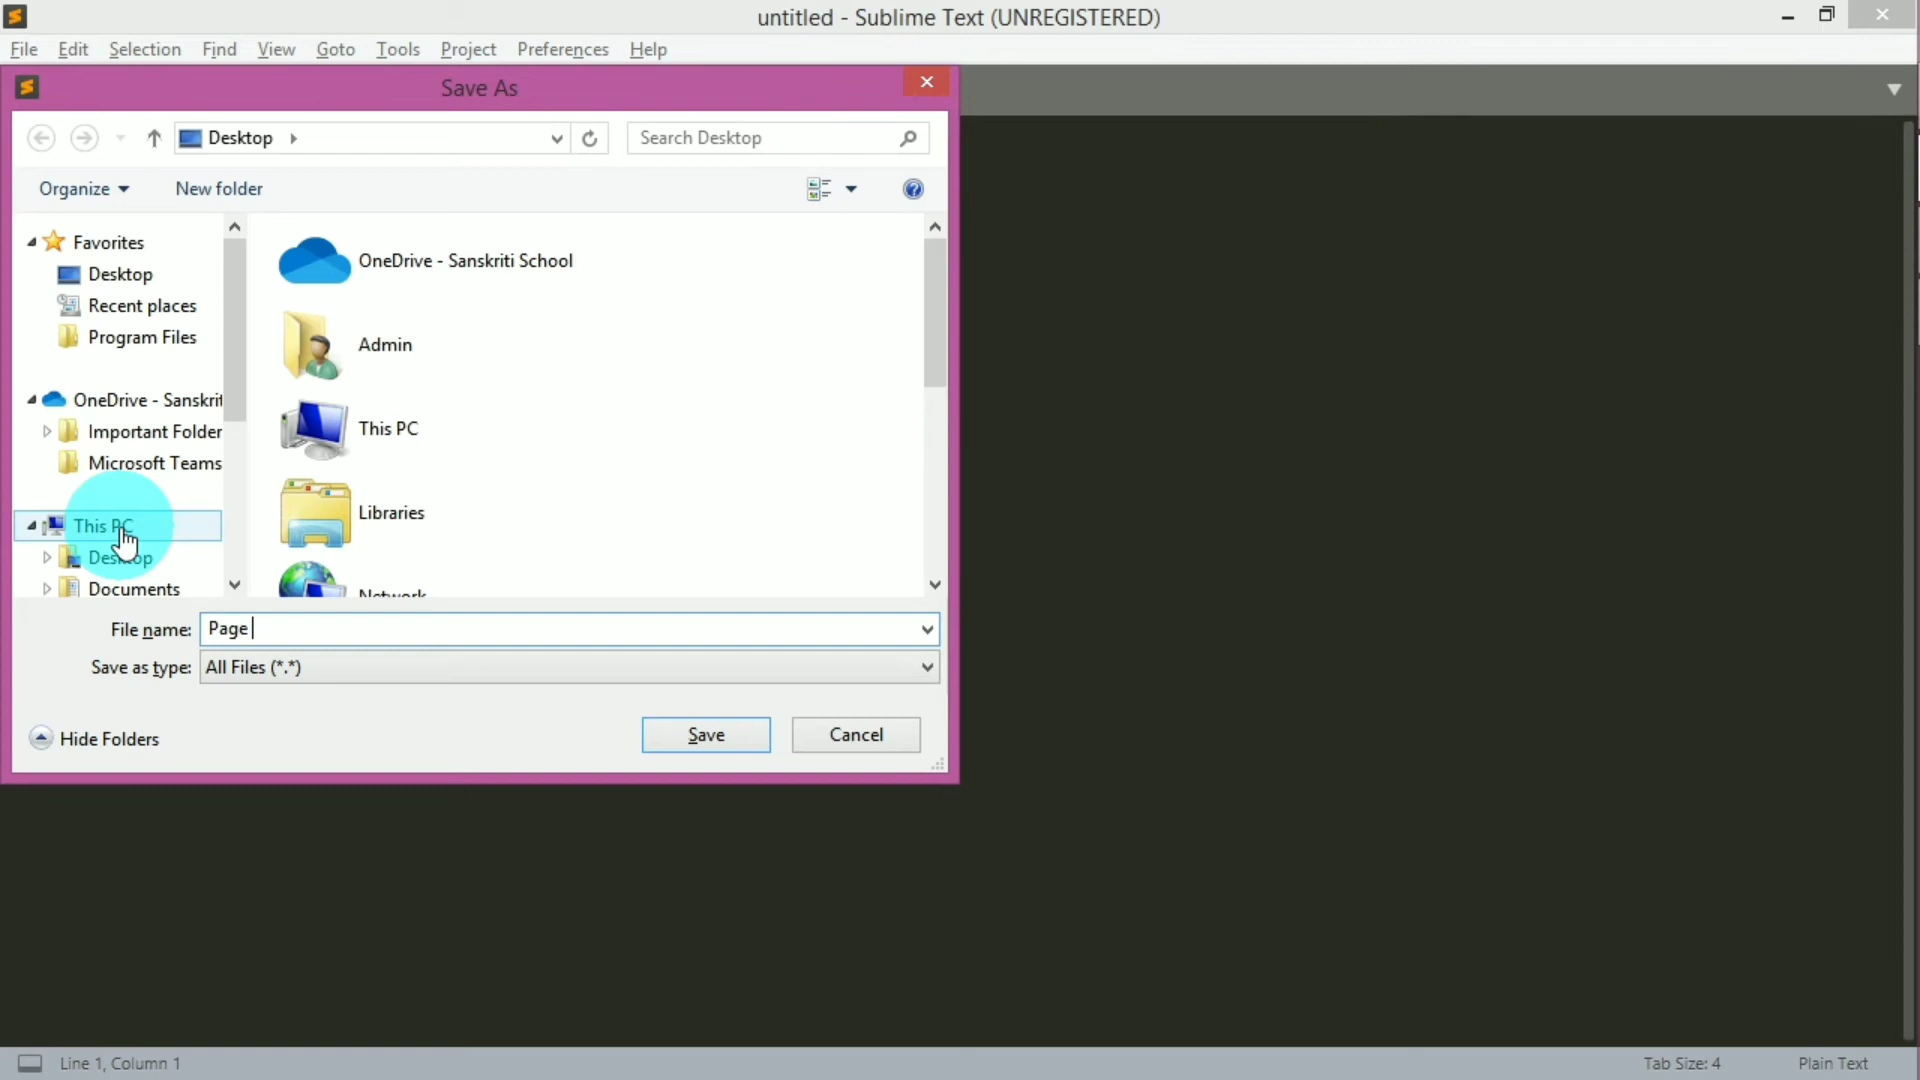 untitled - Sublime Text (UNREGISTERED)
File Edit Selection Find View Goto Tools Project Preferences Help
Save As
Desktop
Search Desktop
Organize
New folder
Favorites
Desktop
Recent places
Program Files
OneDrive - Sanskrit
Important Folder
Microsoft Teams
This PC
Desktop
Documents
OneDrive - Sanskriti School
Admin
This PC
Libraries
Network
File name: Page
Save as type: All Files (*.*)
Hide Folders
Save
Cancel
Line 1, Column 1
Tab Size: 4
Plain Text